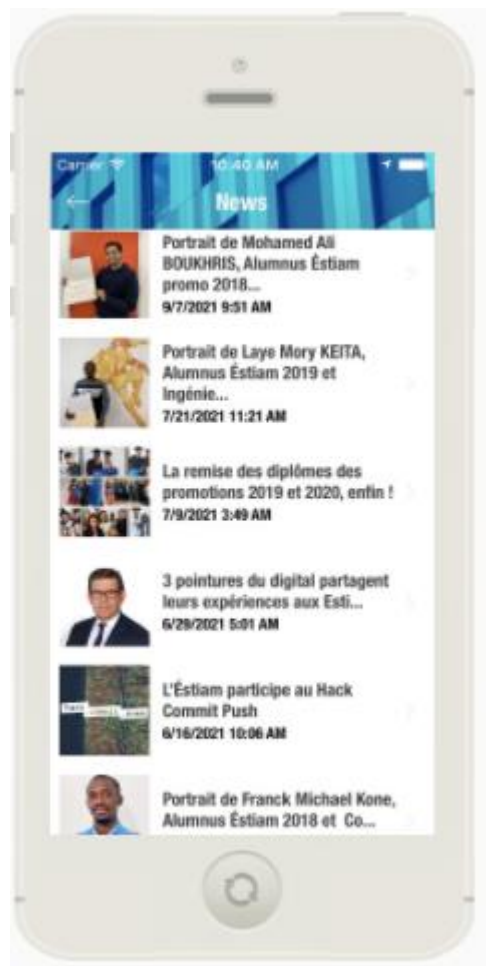 Carrier
10:40 AM
News
Portrait de Mohamed Ali
BOUKHRIS, Alumnus Éstiam
promo 2018...
9/7/2021 9:51 AM
Portrait de Laye Mory KEITA,
Alumnus Éstiam 2019 et
Ingénie...
7/21/2021 11:21 AM
La remise des diplômes des
promotions 2019 et 2020, enfin !
7/9/2021 3:49 AM
3 pointures du digital partagent
leurs expériences aux Esti...
6/29/2021 5:01 AM
L'Éstiam participe au Hack
Commit Push
6/16/2021 10:06 AM
Portrait de Franck Michael Kone,
Alumnus Éstiam 2018 et Co...